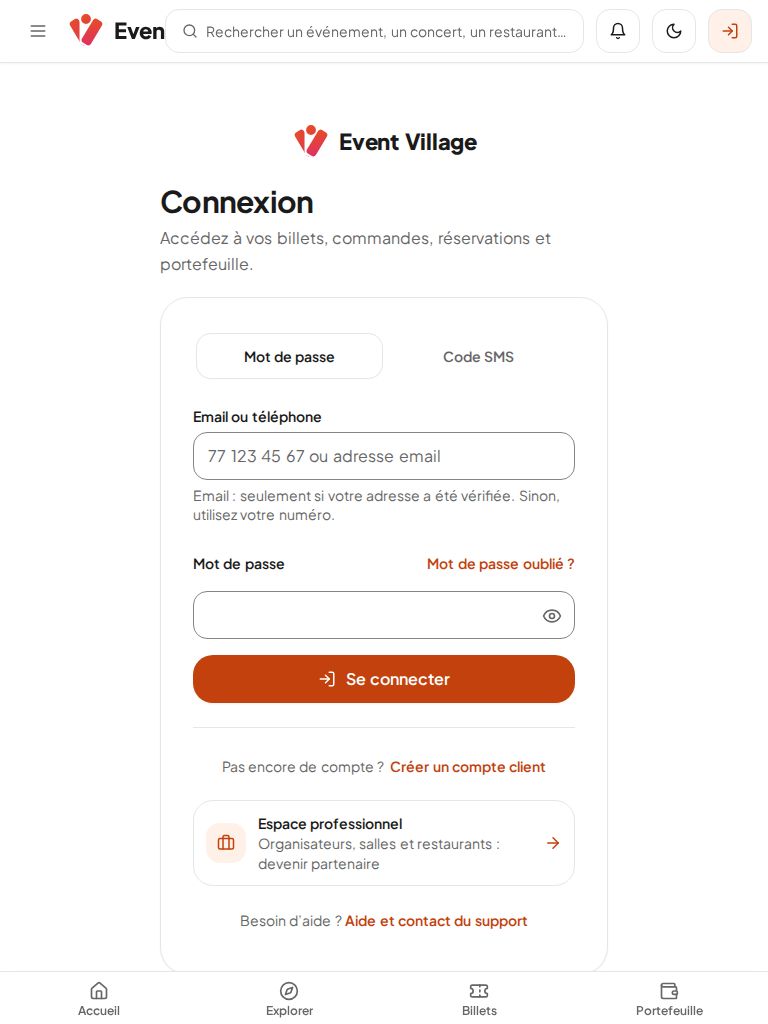 Even
Rechercher un événement, un concert, un restaurant...
Event Village
Connexion
Accédez à vos billets, commandes, réservations et
portefeuille.
Mot de passe
Code SMS
Email ou téléphone
77 123 45 67 ou adresse email
Email : seulement si votre adresse a été vérifiée. Sinon,
utilisez votre numéro.
Mot de passe
Mot de passe oublié ?
Se connecter
Pas encore de compte ? Créer un compte client
Espace professionnel
Organisateurs, salles et restaurants :
devenir partenaire
Besoin d'aide ? Aide et contact du support
Accueil
Explorer
Billets
Portefeuille